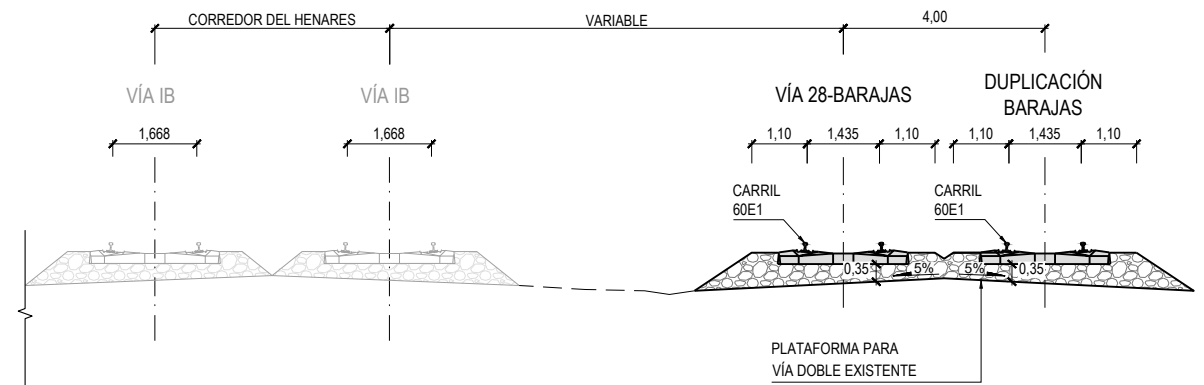 CORREDOR DEL HENARES
VARIABLE
4,00
VÍA IB
VÍA IB
VÍA 28-BARAJAS
DUPLICACIÓN
BARAJAS
1,668
1,668
1,10
1,435
1,10
1,10
1,435
1,10
CARRIL
60E1
CARRIL
60E1
0,35
5%
5%
0,35
PLATAFORMA PARA
VÍA DOBLE EXISTENTE